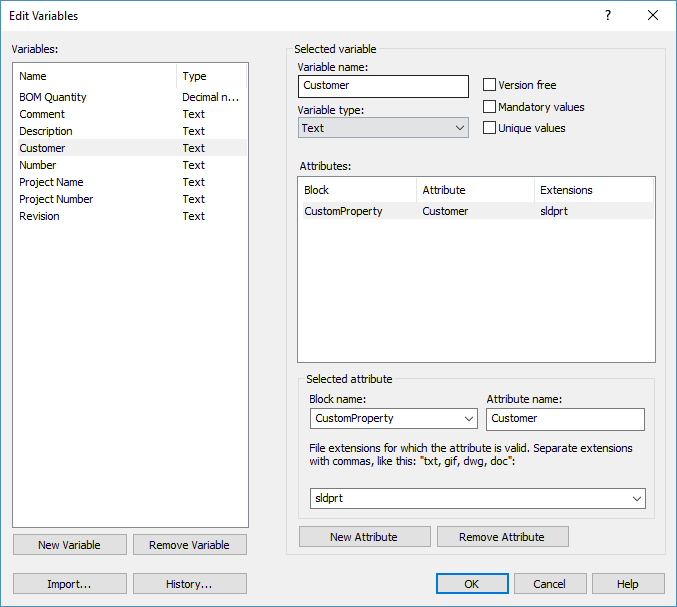 Edit Variables
?
Variables:
Name Type
BOM Quantity Decimal n...
Comment Text
Description Text
Customer Text
Number Text
Project Name Text
Project Number Text
Revision Text
New Variable Remove Variable
Import... History...
Selected variable
Variable name:
Customer
Version free
Mandatory values
Unique values
Variable type:
Text
Attributes:
Block Attribute Extensions
CustomProperty Customer sldprt
Selected attribute
Block name: Attribute name:
CustomProperty Customer
File extensions for which the attribute is valid. Separate extensions
with commas, like this: "txt, gif, dwg, doc":
sldprt
New Attribute Remove Attribute
OK Cancel Help